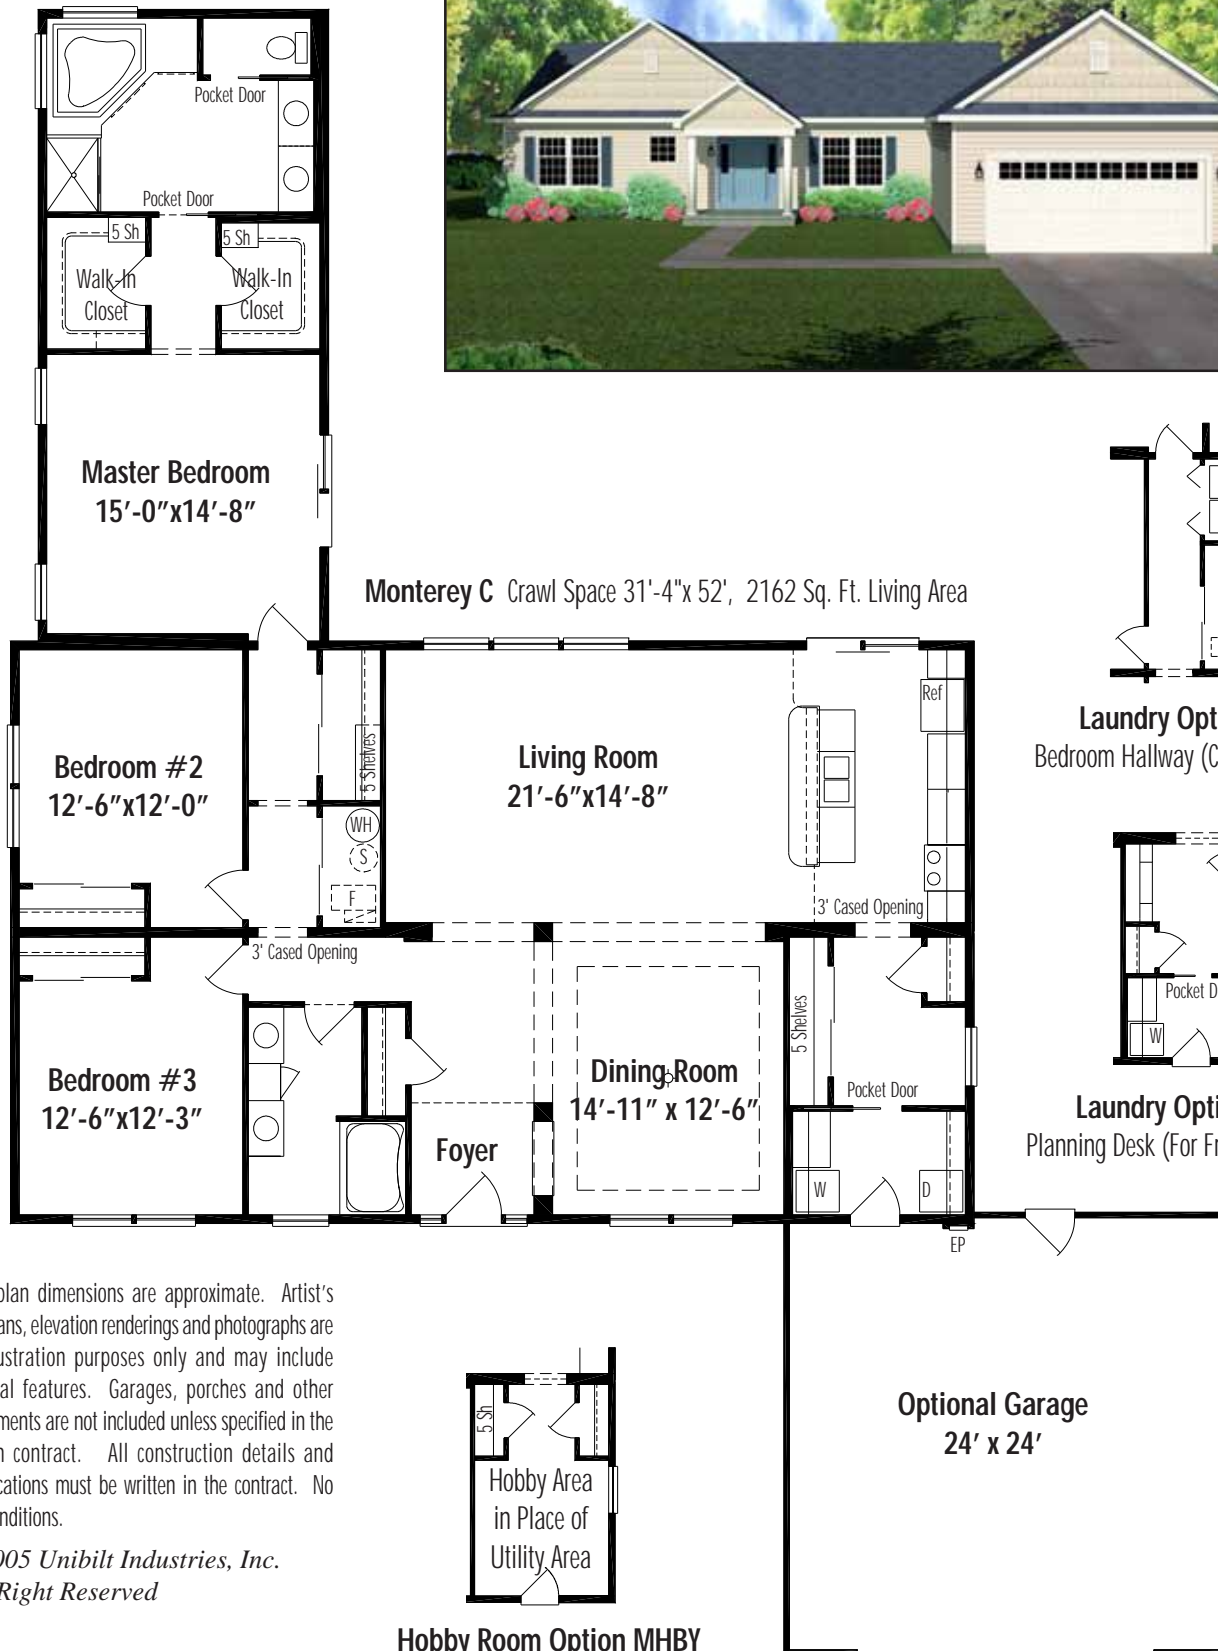 Pocket Door
Pocket Door
5 Sh
5 Sh
Walk-In
Closet
Walk-In
Closet
Master Bedroom
15'-0"x14'-8"
Monterey C Crawl Space 31'-4"x 52', 2162 Sq. Ft. Living Area
Bedroom #2
12'-6"x12'-0"
5 Shelves
WH
S
F
Living Room
21'-6"x14'-8"
Ref
3' Cased Opening
3' Cased Opening
Bedroom #3
12'-6"x12'-3"
Foyer
Dining Room
14'-11" x 12'-6"
5 Shelves
Pocket Door
W
D
EP
Laundry Opt
Bedroom Hallway (C
Pocket D
W
Laundry Opti
Planning Desk (For Fr
plan dimensions are approximate. Artist's
ans, elevation renderings and photographs are
ustration purposes only and may include
al features. Garages, porches and other
ments are not included unless specified in the
n contract. All construction details and
cations must be written in the contract. No
nditions.
005 Unibilt Industries, Inc.
Right Reserved
5 Sh
Hobby Area
in Place of
Utility Area
Hobby Room Option MHBY
Optional Garage
24' x 24'